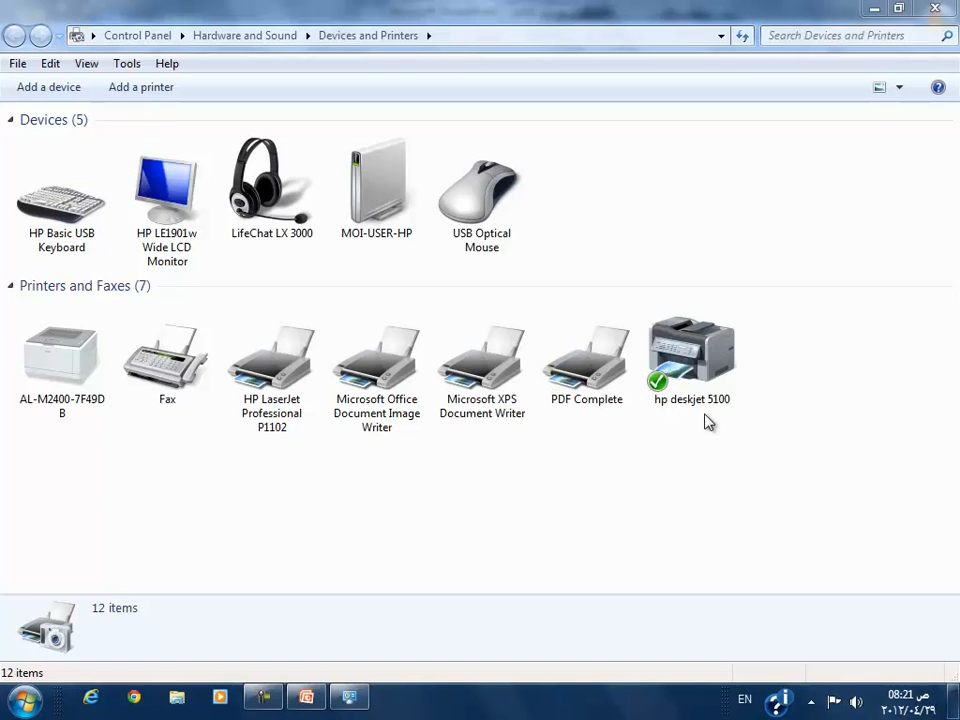 Control Panel
Hardware and Sound
Devices and Printers
Search Devices and Printers
File Edit View Tools Help
Add a device Add a printer
Devices (5)
HP Basic USB
Keyboard
HP LE1901w
Wide LCD
Monitor
LifeChat LX 3000
MOI-USER-HP
USB Optical
Mouse
Printers and Faxes (7)
AL-M2400-7F49D
B
Fax
HP LaserJet
Professional
P1102
Microsoft Office
Document Image
Writer
Microsoft XPS
Document Writer
PDF Complete
hp deskjet 5100
12 items
12 items
EN
08:21 ص
٢٠١٢/٠٤/٢٩